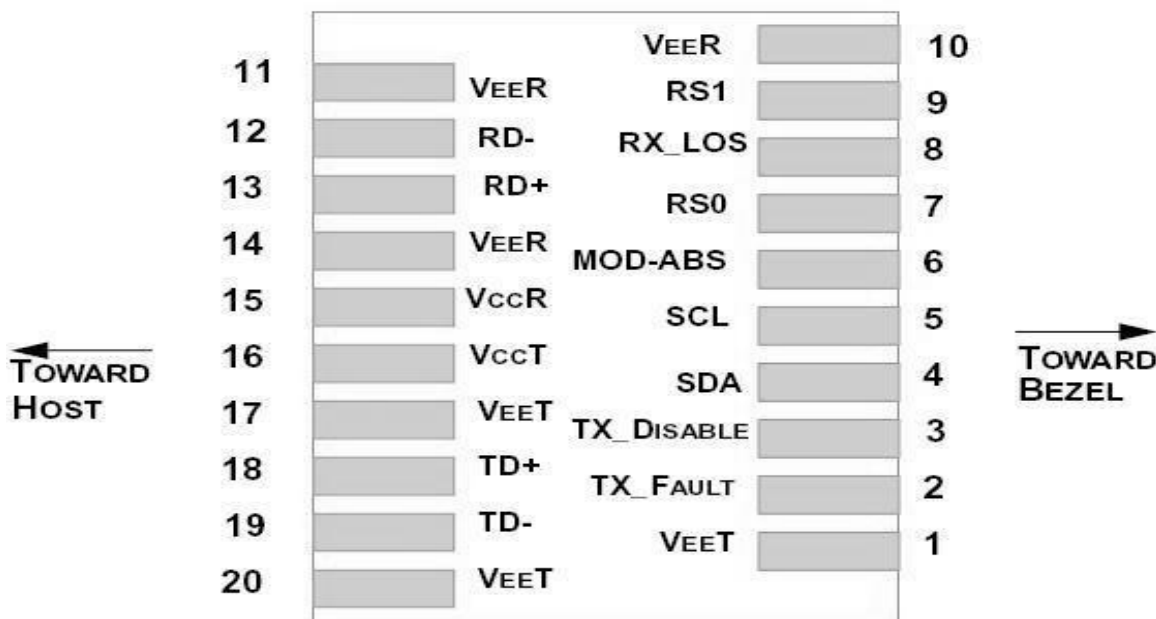 VEER 10
11 VEER
RS1 9
12 RD-
RX_LOS 8
13 RD+
RS0 7
14 VEER
MOD-ABS 6
15 VCCR
SCL 5
16 VCCT
TOWARD HOST
TOWARD BEZEL
SDA 4
17 VEET
TX_DISABLE 3
18 TD+
TX_FAULT 2
19 TD-
VEET 1
20 VEET